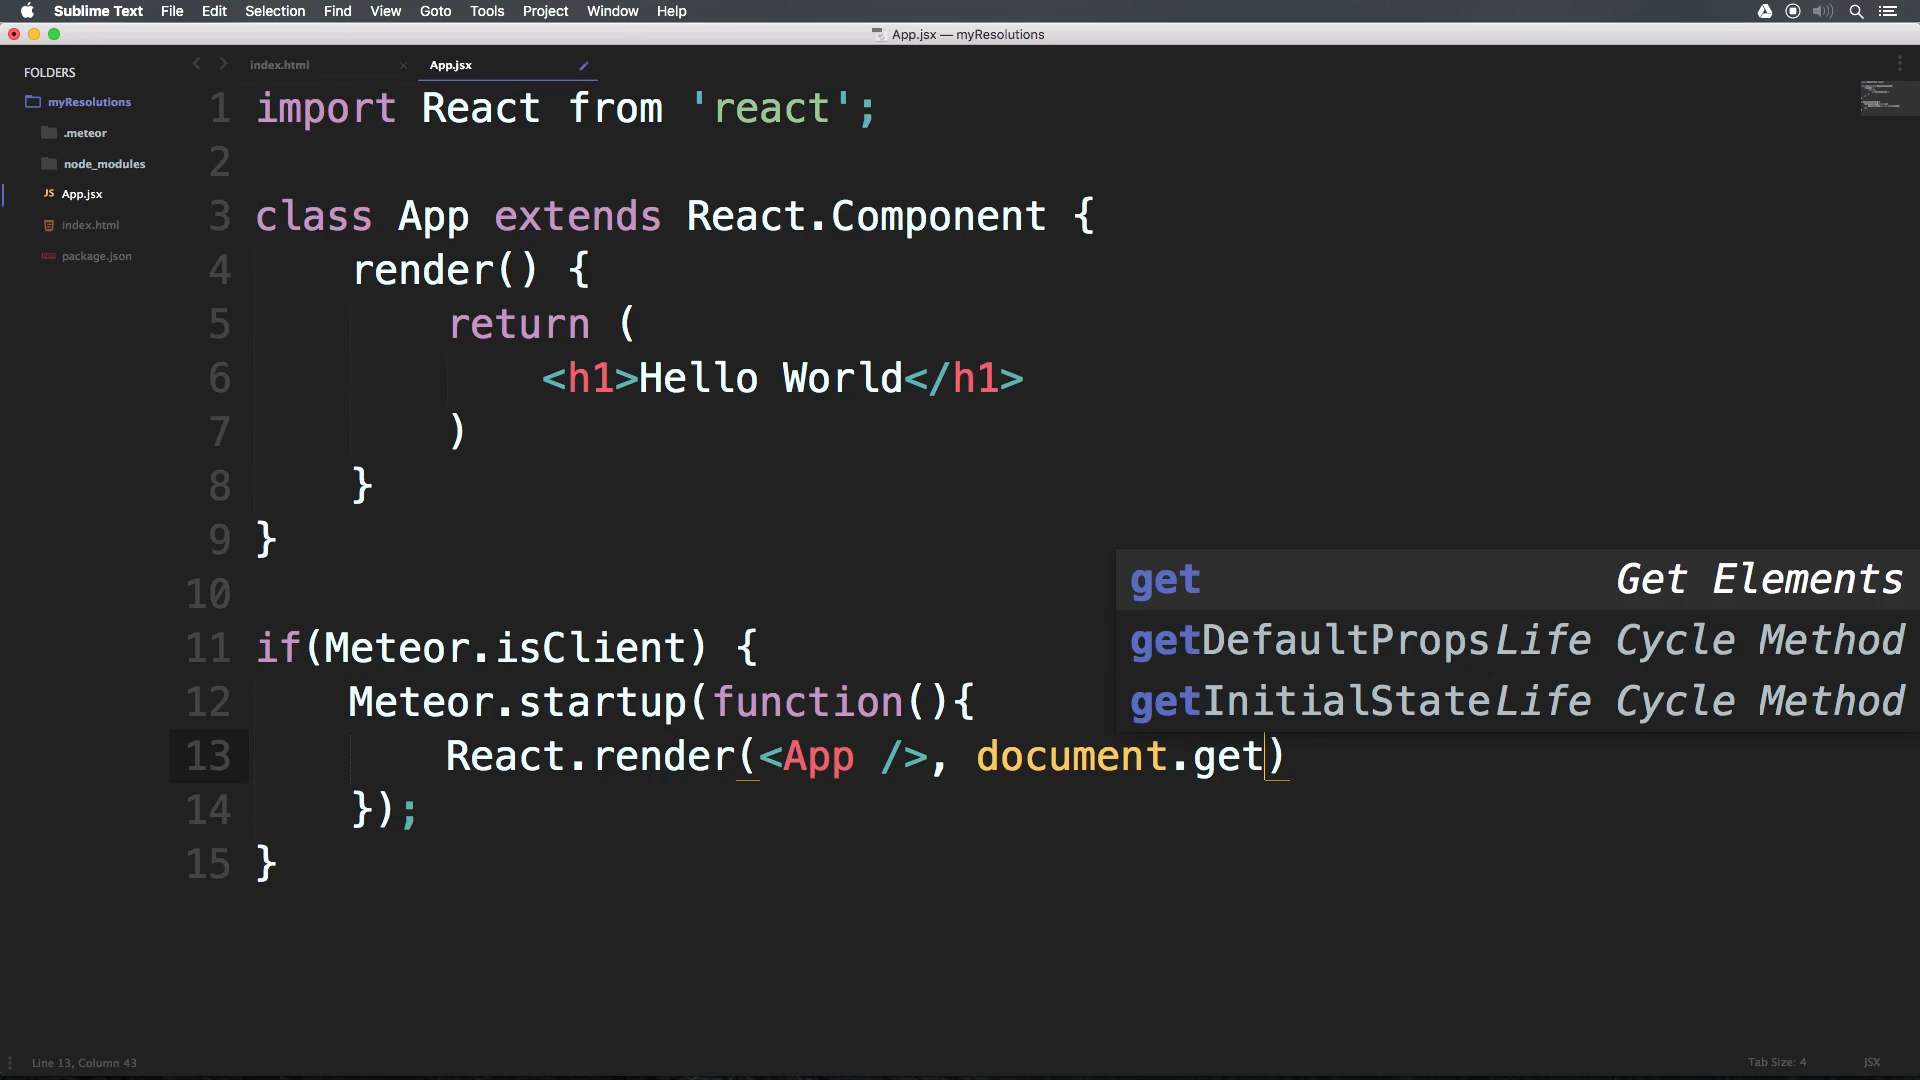 Sublime Text File Edit Selection Find View Goto Tools Project Window Help
App.jsx — myResolutions
FOLDERS
myResolutions
.meteor
node_modules
JS App.jsx
index.html
package.json
index.html × App.jsx
1 import React from 'react';
2
3 class App extends React.Component {
4 render() {
5 return (
6 <h1>Hello World</h1>
7 )
8 }
9 }
10
11 if(Meteor.isClient) {
12 Meteor.startup(function(){
13 React.render(<App />, document.get)
14 });
15 }
get Get Elements
getDefaultProps Life Cycle Method
getInitialState Life Cycle Method
Line 13, Column 43 Tab Size: 4 JSX